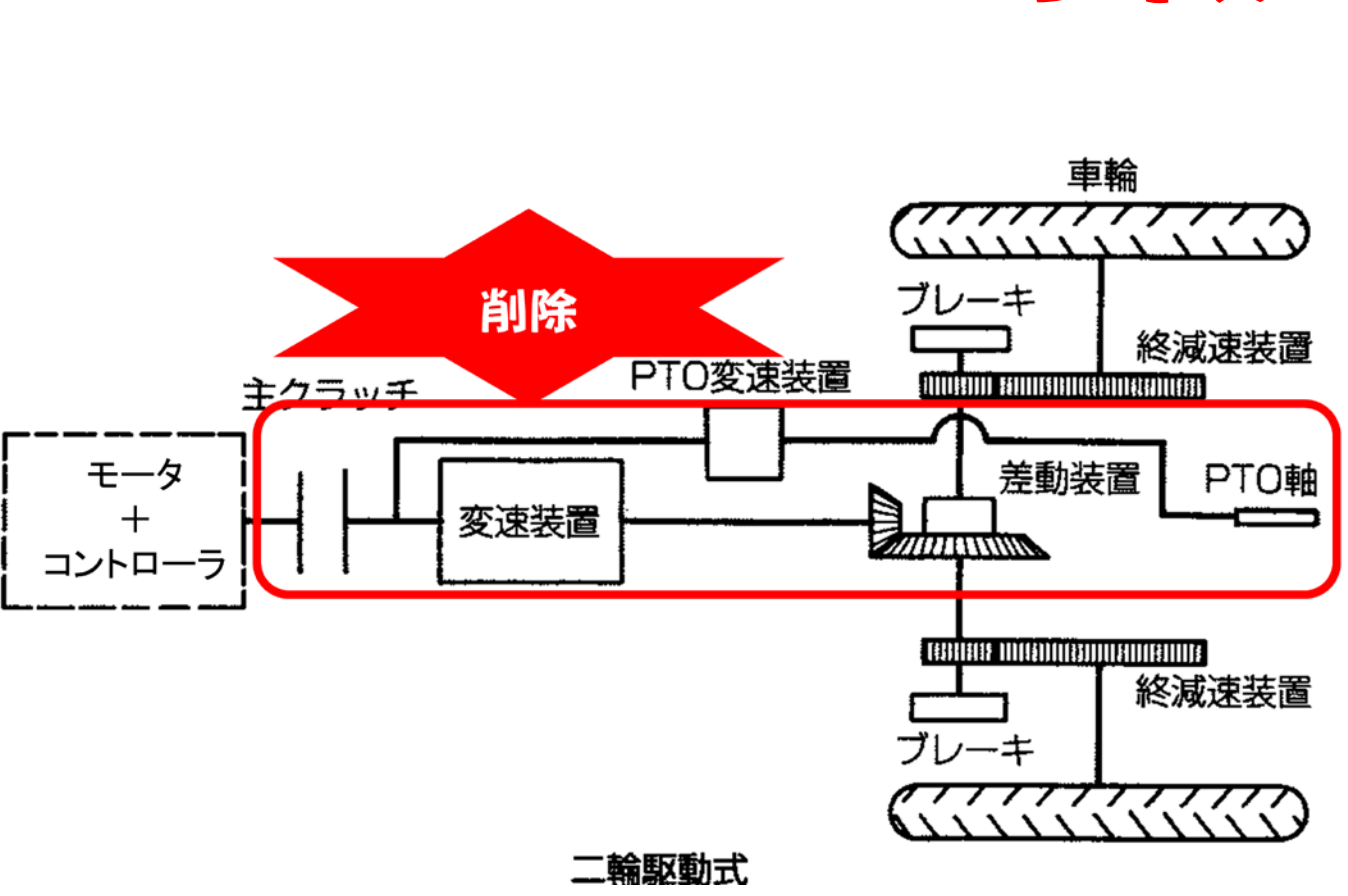 車輪
ブレーキ
削除
終減速装置
PTO変速装置
主クラッチ
モータ
+
コントローラ
変速装置
差動装置
PTO軸
終減速装置
ブレーキ
二輪駆動式